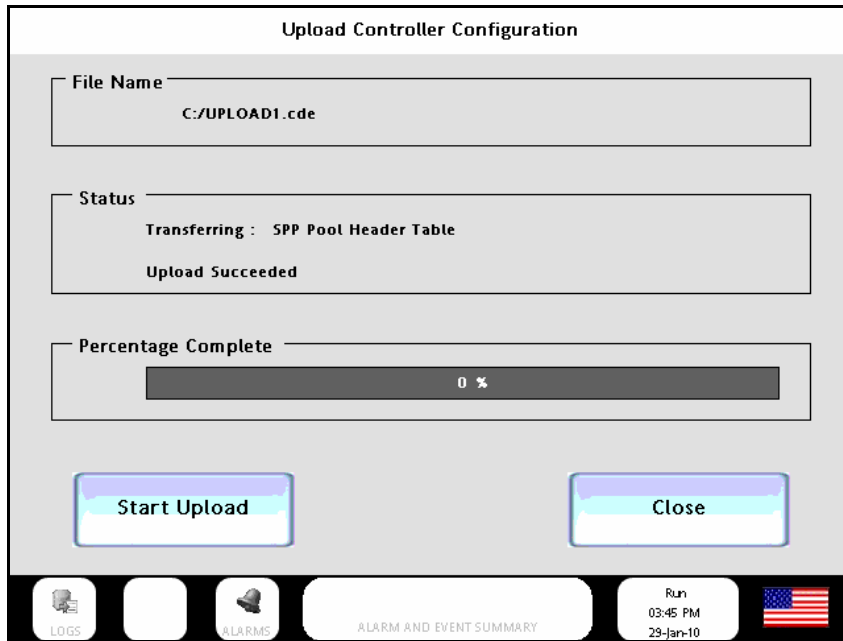 Upload Controller Configuration
File Name
C:/UPLOAD1.cde
Status
Transferring : SPP Pool Header Table
Upload Succeeded
Percentage Complete
0 %
Start Upload
Close
LOGS
ALARMS
ALARM AND EVENT SUMMARY
Run
03:45 PM
29-Jan-10